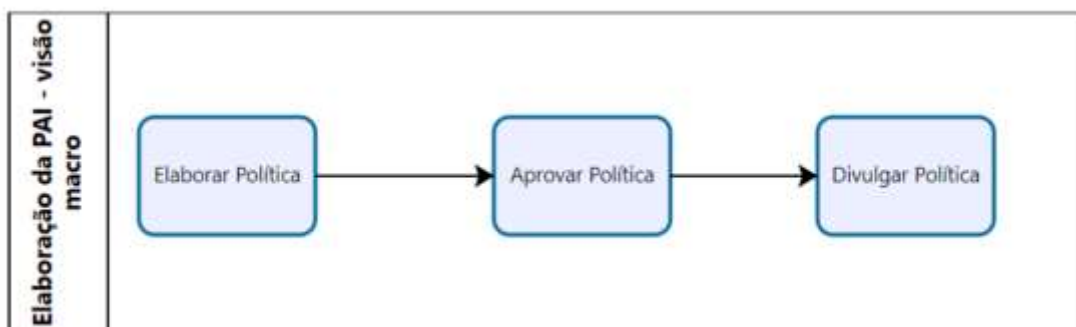 Elaboração da PAI - visão
macro
Elaborar Política
Aprovar Política
Divulgar Política